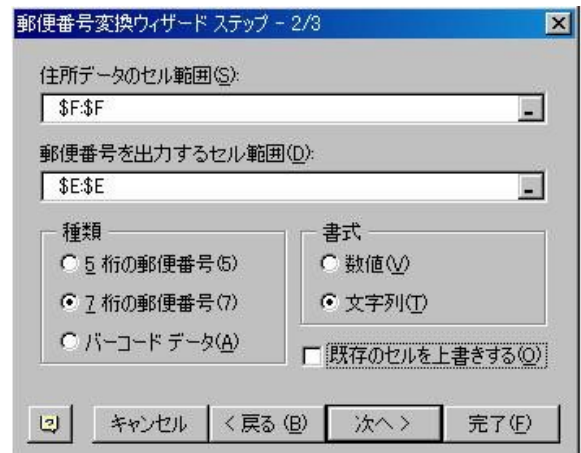 郵便番号変換ウィザード ステップ - 2/3
住所データのセル範囲(S):
$F:$F
郵便番号を出力するセル範囲(D):
$E:$E
種類
5 桁の郵便番号(5)
7 桁の郵便番号(7)
バーコード データ(A)
書式
数値(V)
文字列(T)
既存のセルを上書きする(O)
キャンセル
< 戻る (B)
次へ >
完了(F)